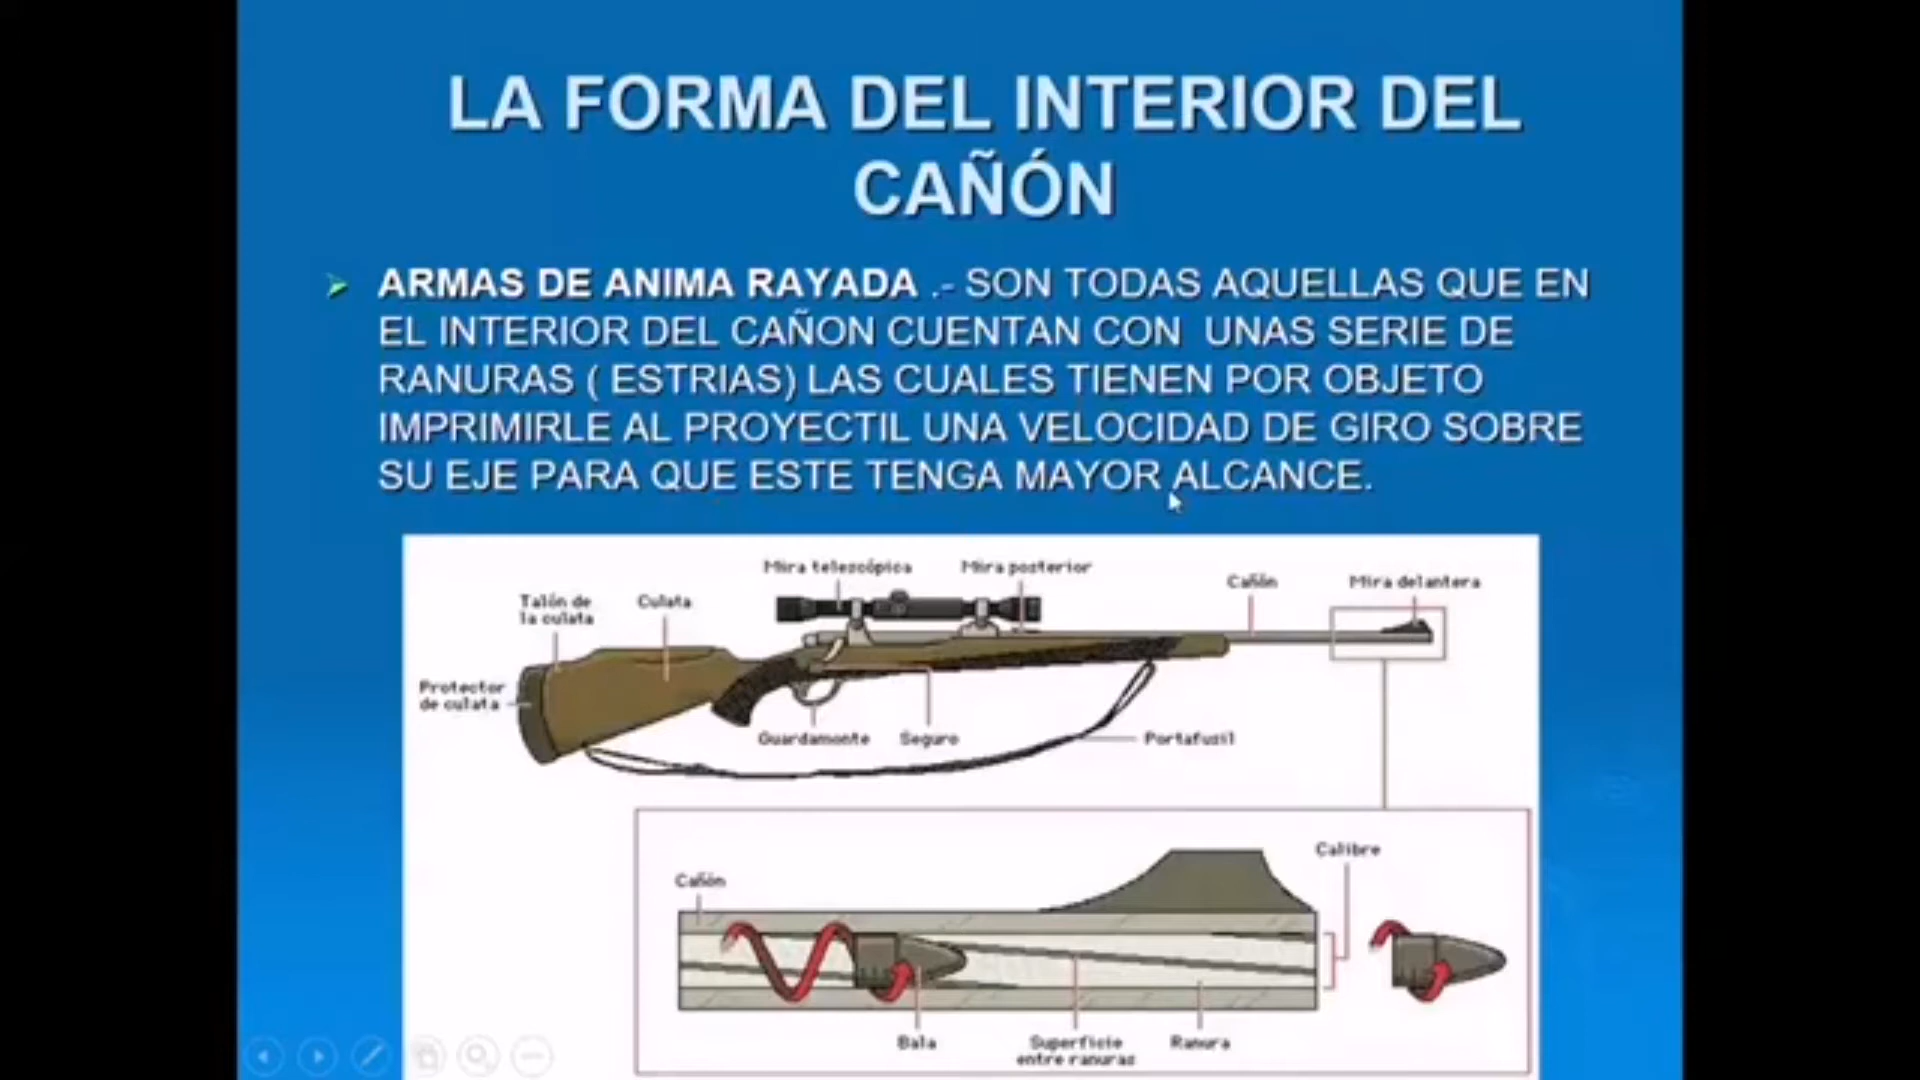 LA FORMA DEL INTERIOR DEL
CAÑÓN
ARMAS DE ANIMA RAYADA .- SON TODAS AQUELLAS QUE EN
EL INTERIOR DEL CAÑON CUENTAN CON UNAS SERIE DE
RANURAS ( ESTRIAS) LAS CUALES TIENEN POR OBJETO
IMPRIMIRLE AL PROYECTIL UNA VELOCIDAD DE GIRO SOBRE
SU EJE PARA QUE ESTE TENGA MAYOR ALCANCE.
Mira telescópica
Mira posterior
Cañón
Mira delantera
Talón de
la culata
Culata
Protector
de culata
Guardamonte
Seguro
Portafusil
Calibre
Cañón
Bala
Superficie
entre ranuras
Ranura